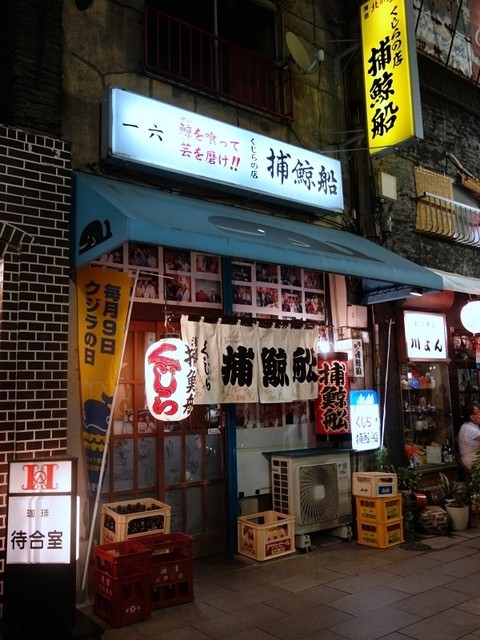 くじらの店
捕鯨船
一六
鯨を喰って
芸を磨け!!
くじらの店
捕鯨船
毎月9日
クジラの日
くじら
くじら
捕鯨船
捕鯨船
くじら
捕鯨船
川よん
珈琲
待合室